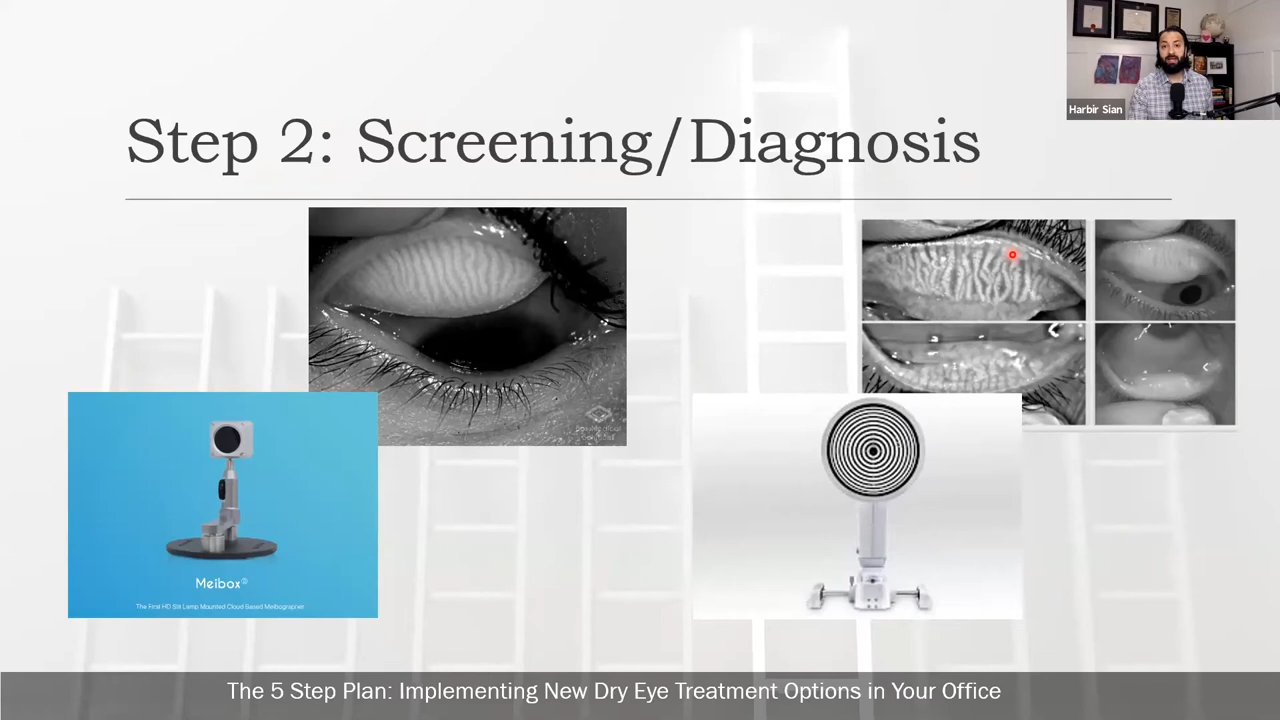 Harbir Sian
Step 2: Screening/Diagnosis
Meibox
The First HD Slit Lamp Mounted Cloud Based Meibographer
The 5 Step Plan: Implementing New Dry Eye Treatment Options in Your Office